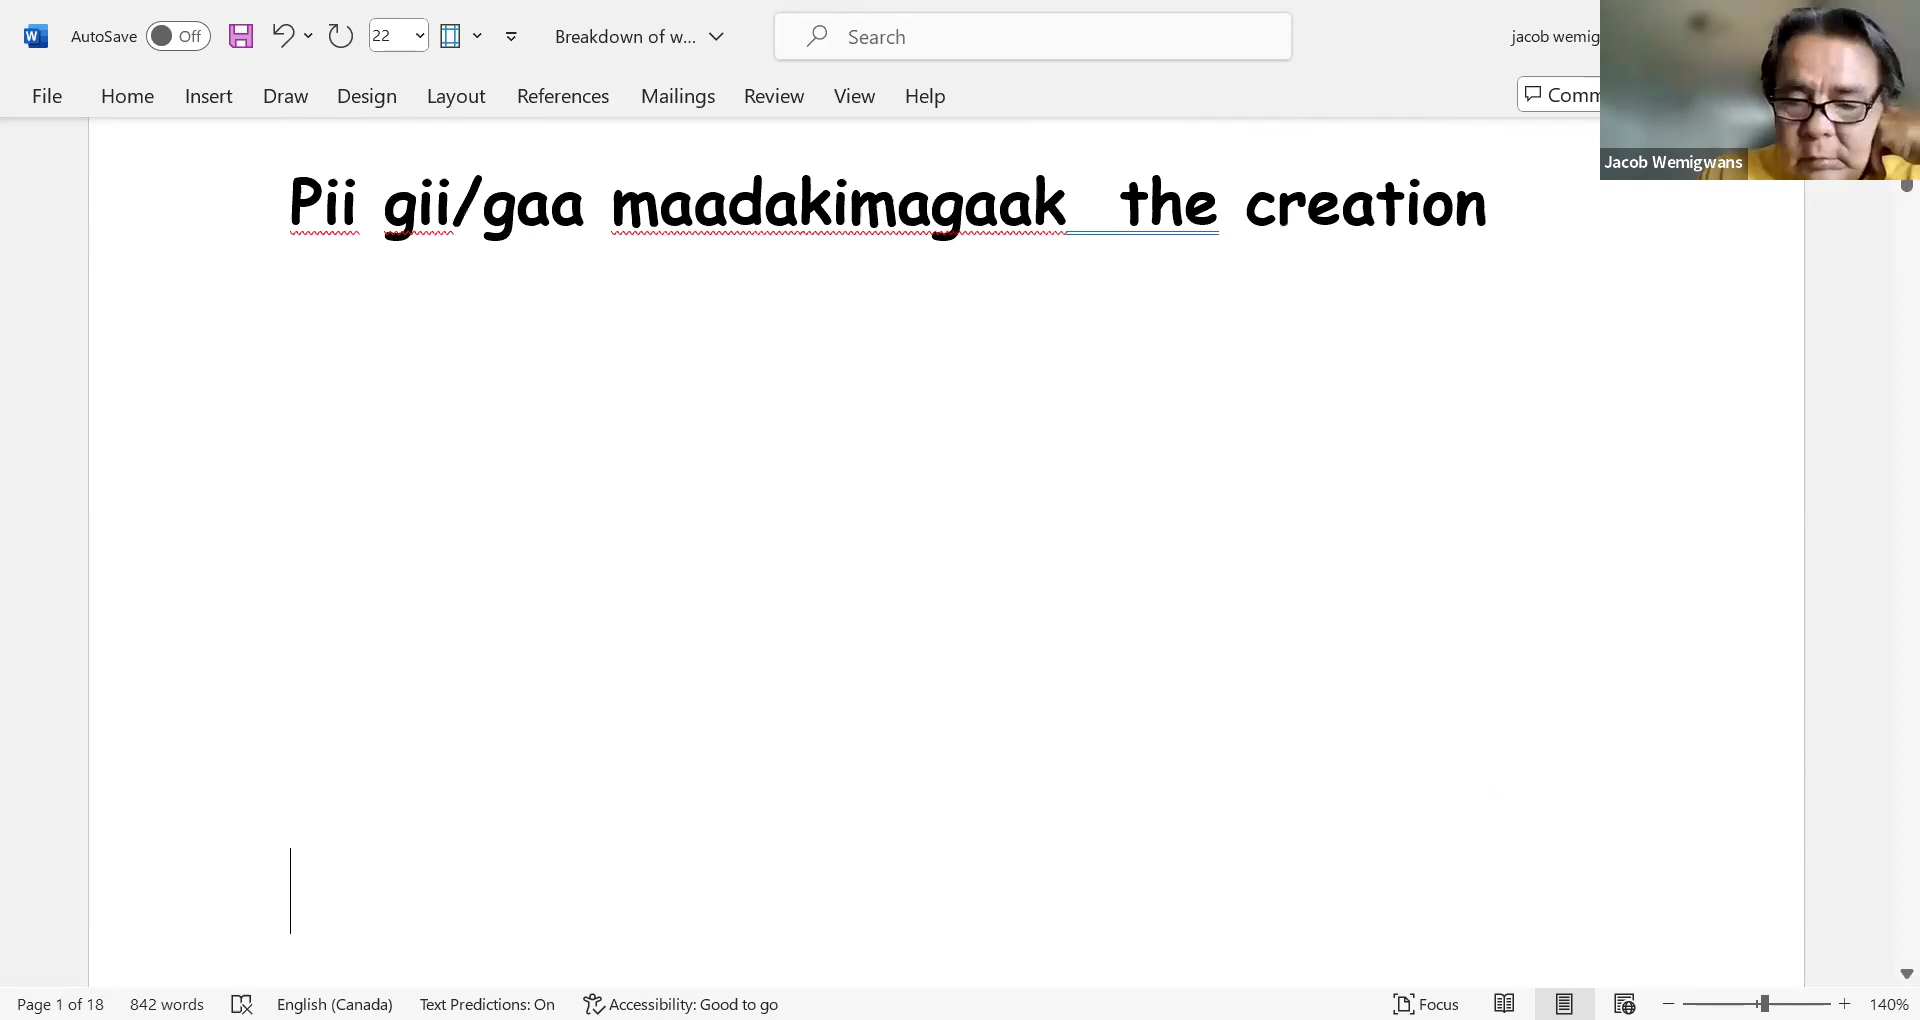 AutoSave Off 22 Breakdown of w... Search jacob wemig
File Home Insert Draw Design Layout References Mailings Review View Help Comm
Jacob Wemigwans
Pii gii/gaa maadakimagaak the creation
Page 1 of 18 842 words English (Canada) Text Predictions: On Accessibility: Good to go Focus 140%